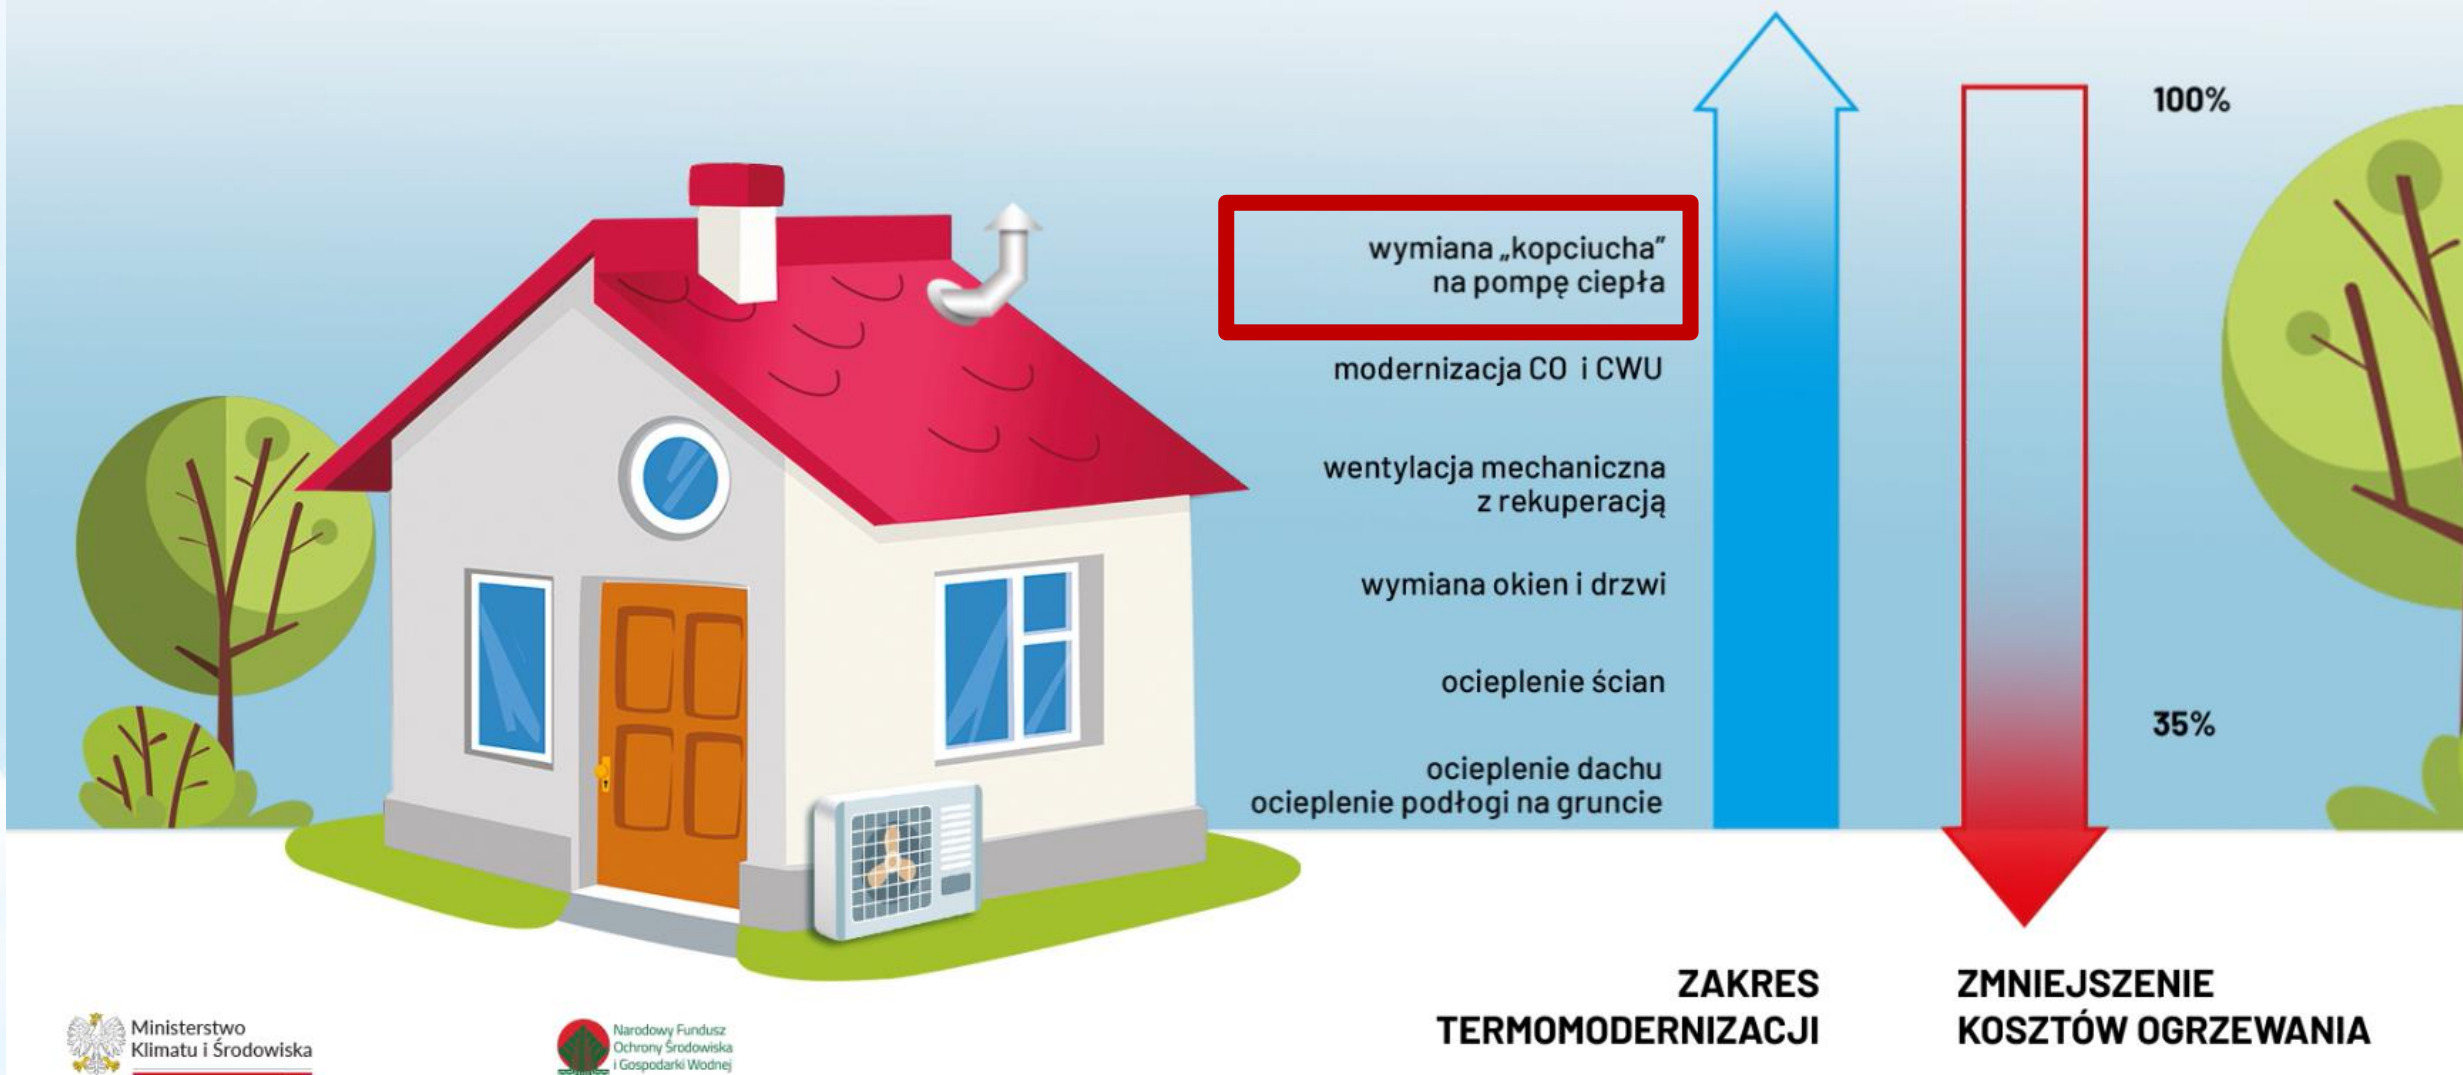 100%
wymiana „kopciucha”
na pompę ciepła
modernizacja CO i CWU
wentylacja mechaniczna
z rekuperacją
wymiana okien i drzwi
ocieplenie ścian
35%
ocieplenie dachu
ocieplenie podłogi na gruncie
ZAKRES
TERMOMODERNIZACJI
ZMNIEJSZENIE
KOSZTÓW OGRZEWANIA
Ministerstwo
Klimatu i Środowiska
Narodowy Fundusz
Ochrony Środowiska
i Gospodarki Wodnej